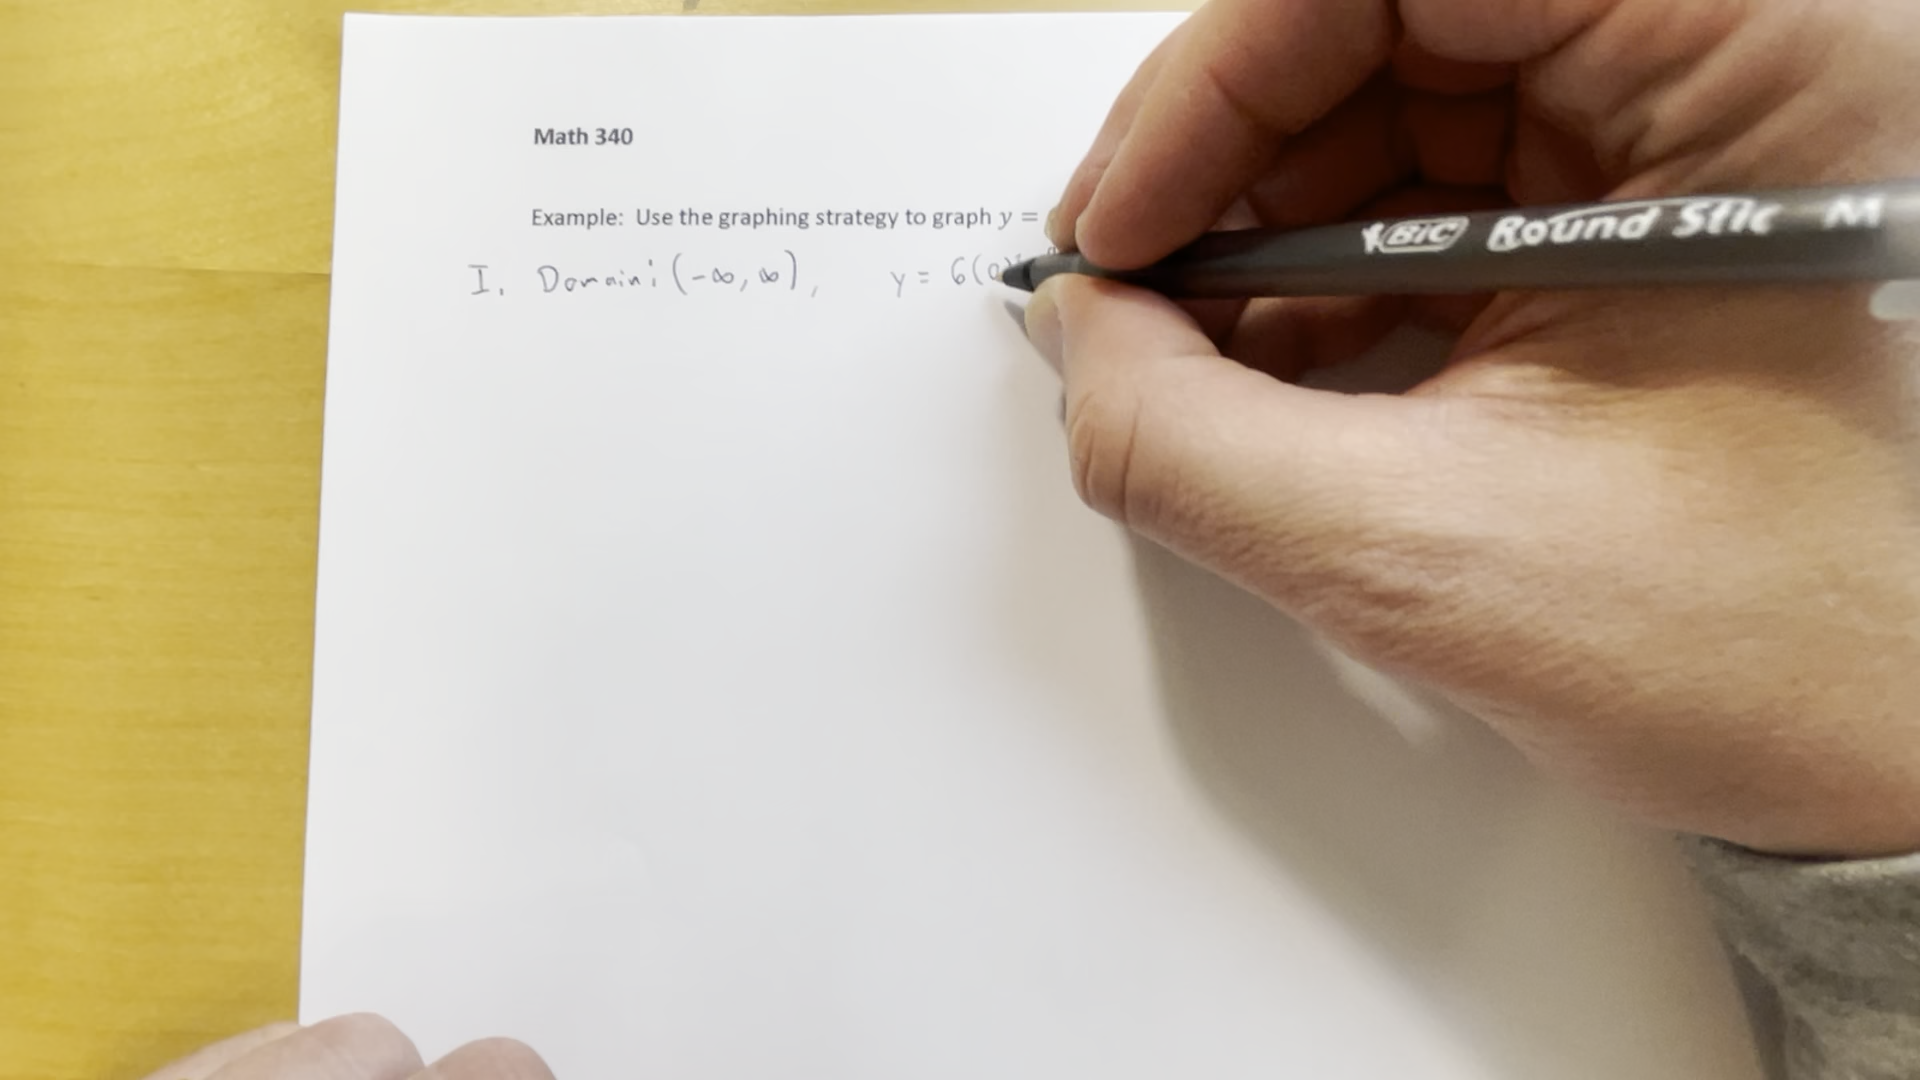 Math 340
Example: Use the graphing strategy to graph y =
I. Domain: (-∞, ∞), y = 6(0)
BIC Round Stic M